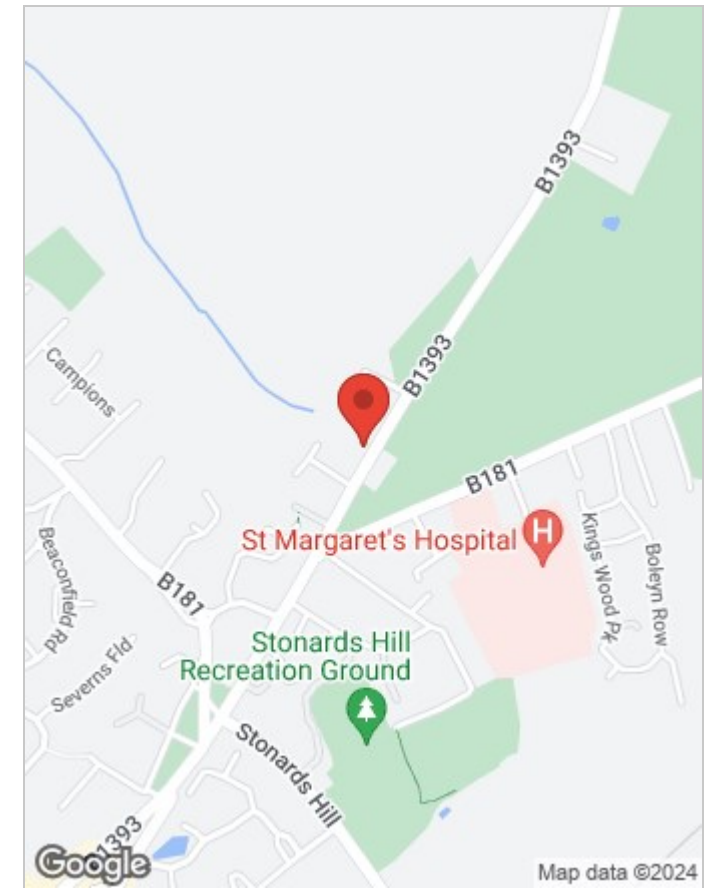 B1393
B1393
Campions
B181
St Margaret's Hospital
H
Kings Wood Pk
Boleyn Row
Beaconfield Rd
B181
Stonards Hill
Recreation Ground
Severns Fld
Stonards Hill
B1393
Google
Map data ©2024